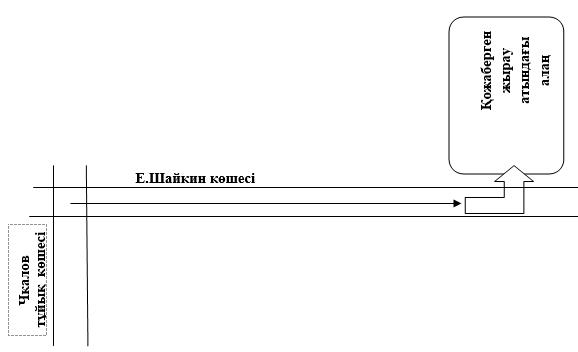 Қожаберген
жырау
атындағы
алаң
Е.Шайкин көшесі
Чкалов
тұйық көшесі